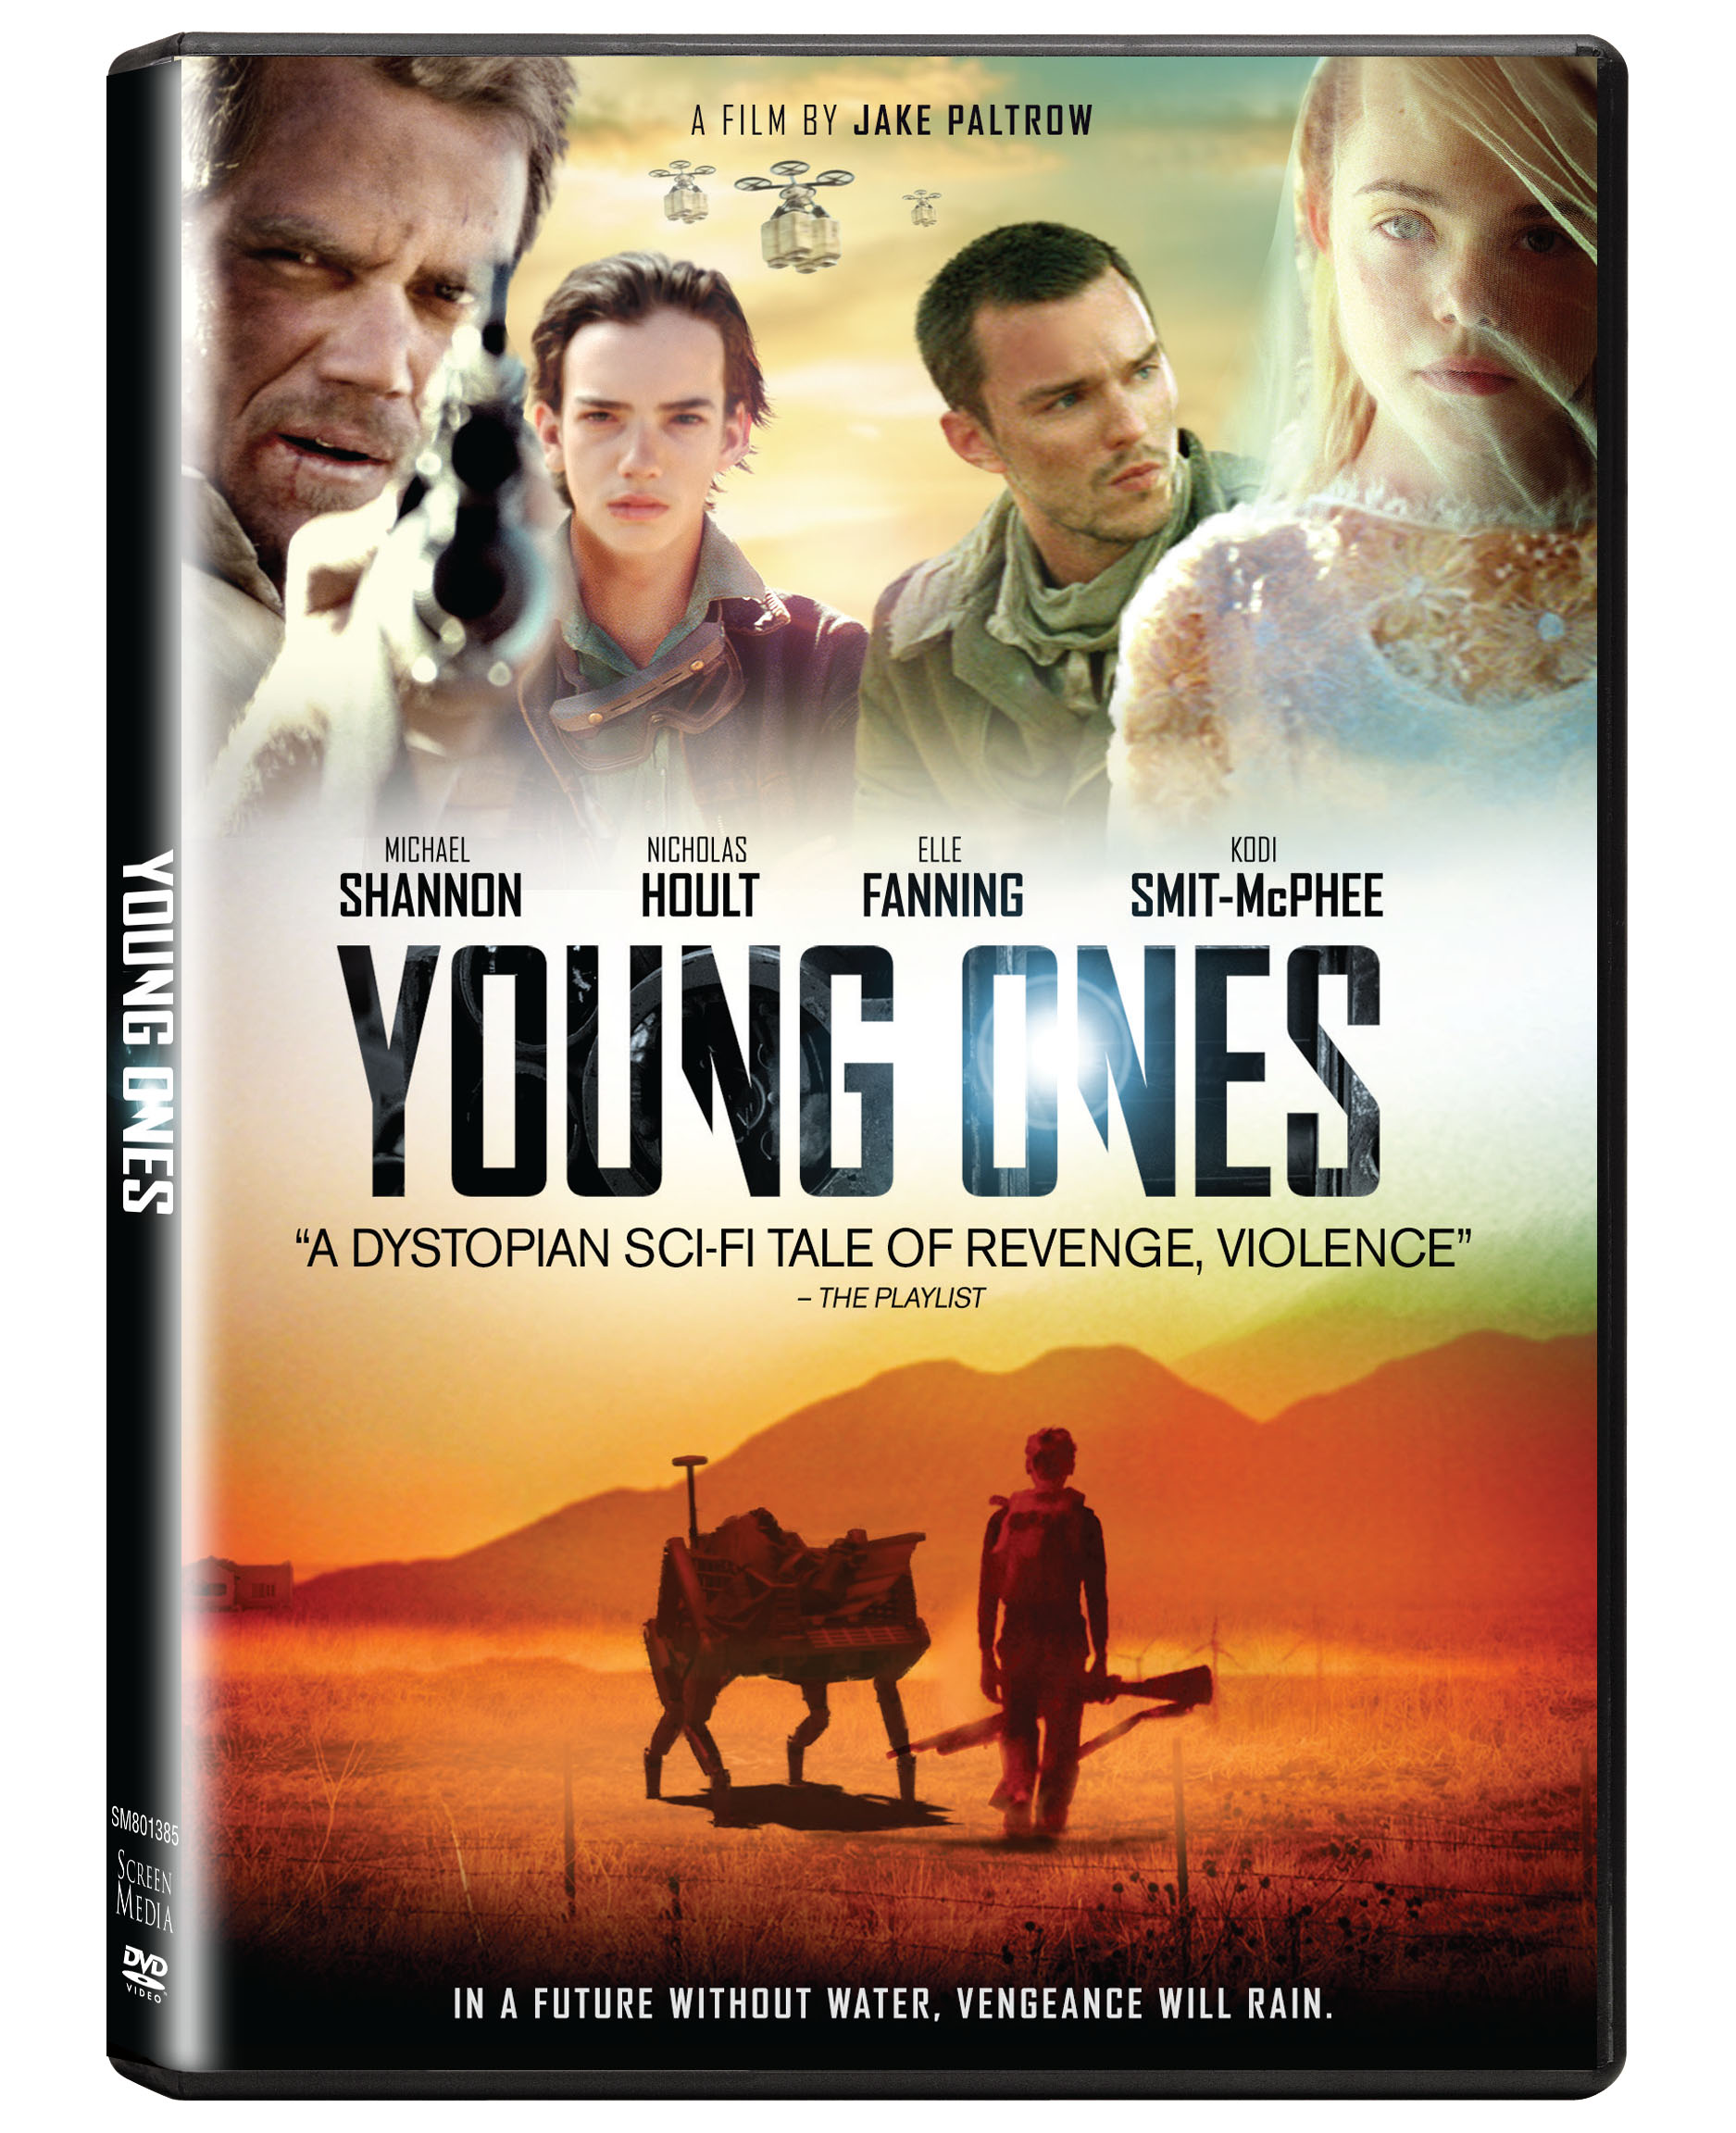 A FILM BY JAKE PALTROW
MICHAEL SHANNON
NICHOLAS HOULT
ELLE FANNING
KODI SMIT-McPHEE
YOUNG ONES
“A DYSTOPIAN SCI-FI TALE OF REVENGE, VIOLENCE”
– THE PLAYLIST
IN A FUTURE WITHOUT WATER, VENGEANCE WILL RAIN.
YOUNG ONES
SM801385
SCREEN
MEDIA
DVD
VIDEO